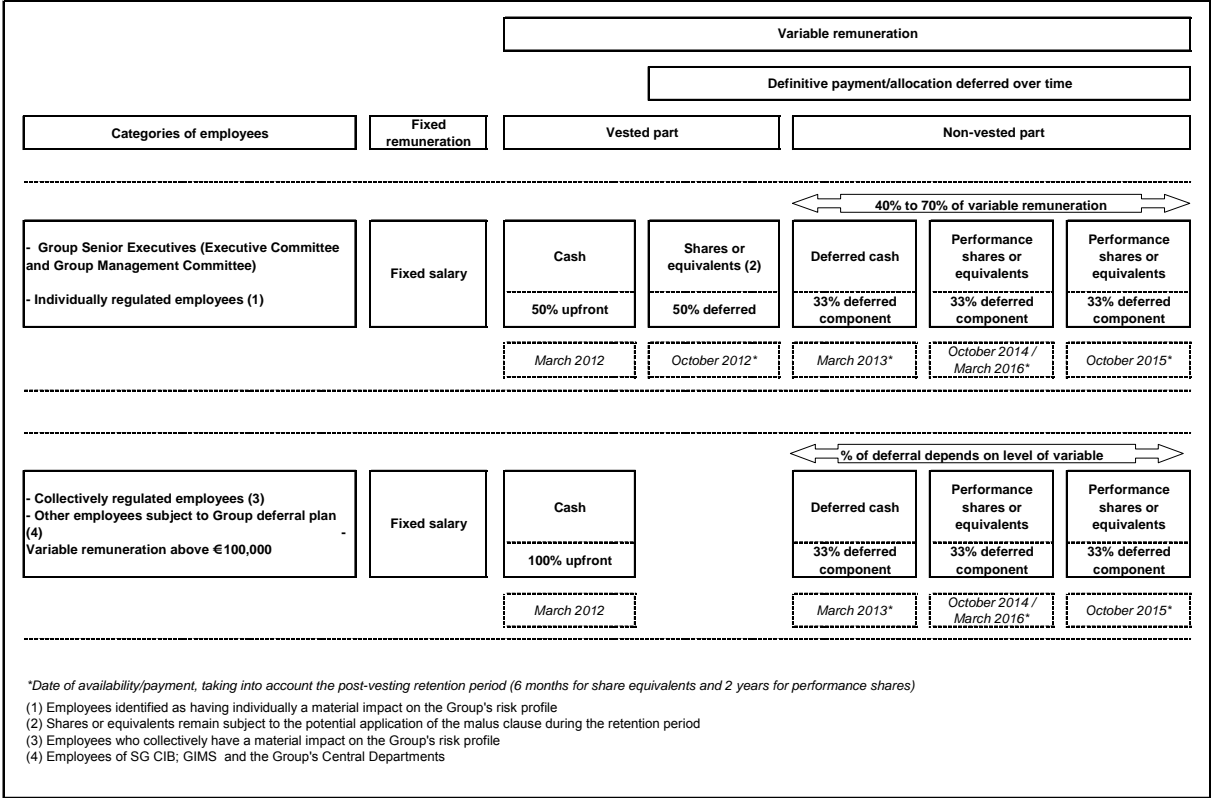 Variable remuneration
Definitive payment/allocation deferred over time
Categories of employees
Fixed
remuneration
Vested part
Non-vested part
40% to 70% of variable remuneration
- Group Senior Executives (Executive Committee
and Group Management Committee)
- Individually regulated employees (1)
Fixed salary
Cash
50% upfront
Shares or
equivalents (2)
50% deferred
Deferred cash
33% deferred
component
Performance
shares or
equivalents
33% deferred
component
Performance
shares or
equivalents
33% deferred
component
March 2012
October 2012*
March 2013*
October 2014 /
March 2016*
October 2015*
% of deferral depends on level of variable
- Collectively regulated employees (3)
- Other employees subject to Group deferral plan
(4) -
Variable remuneration above €100,000
Fixed salary
Cash
100% upfront
Deferred cash
33% deferred
component
Performance
shares or
equivalents
33% deferred
component
Performance
shares or
equivalents
33% deferred
component
March 2012
March 2013*
October 2014 /
March 2016*
October 2015*
*Date of availability/payment, taking into account the post-vesting retention period (6 months for share equivalents and 2 years for performance shares)
(1) Employees identified as having individually a material impact on the Group's risk profile
(2) Shares or equivalents remain subject to the potential application of the malus clause during the retention period
(3) Employees who collectively have a material impact on the Group's risk profile
(4) Employees of SG CIB; GIMS and the Group's Central Departments